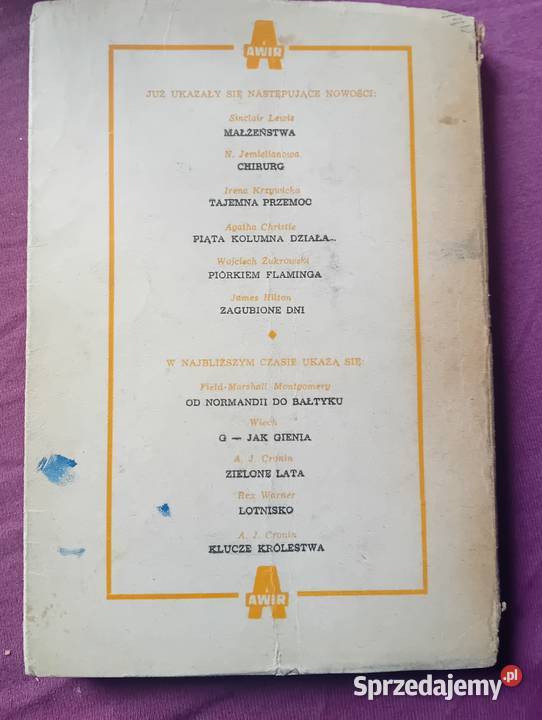 A
AWIR
JUŻ UKAZAŁY SIĘ NASTĘPUJĄCE NOWOŚCI:
Sinclair Lewis
MAŁŻEŃSTWA
N. Jemielianowa
CHIRURG
Irena Krzywicka
TAJEMNA PRZEMOC
Agatha Christie
PIĄTA KOLUMNA DZIAŁA...
Wojciech Żukrowski
PIÓRKIEM FLAMINGA
James Hilton
ZAGUBIONE DNI
W NAJBLIŻSZYM CZASIE UKAŻĄ SIĘ:
Field-Marshall Montgomery
OD NORMANDII DO BAŁTYKU
Wiech
G — JAK GIENIA
A. J. Cronin
ZIELONE LATA
Rex Warner
LOTNISKO
A. J. Cronin
KLUCZE KRÓLESTWA
A
AWIR
Sprzedajemy.pl